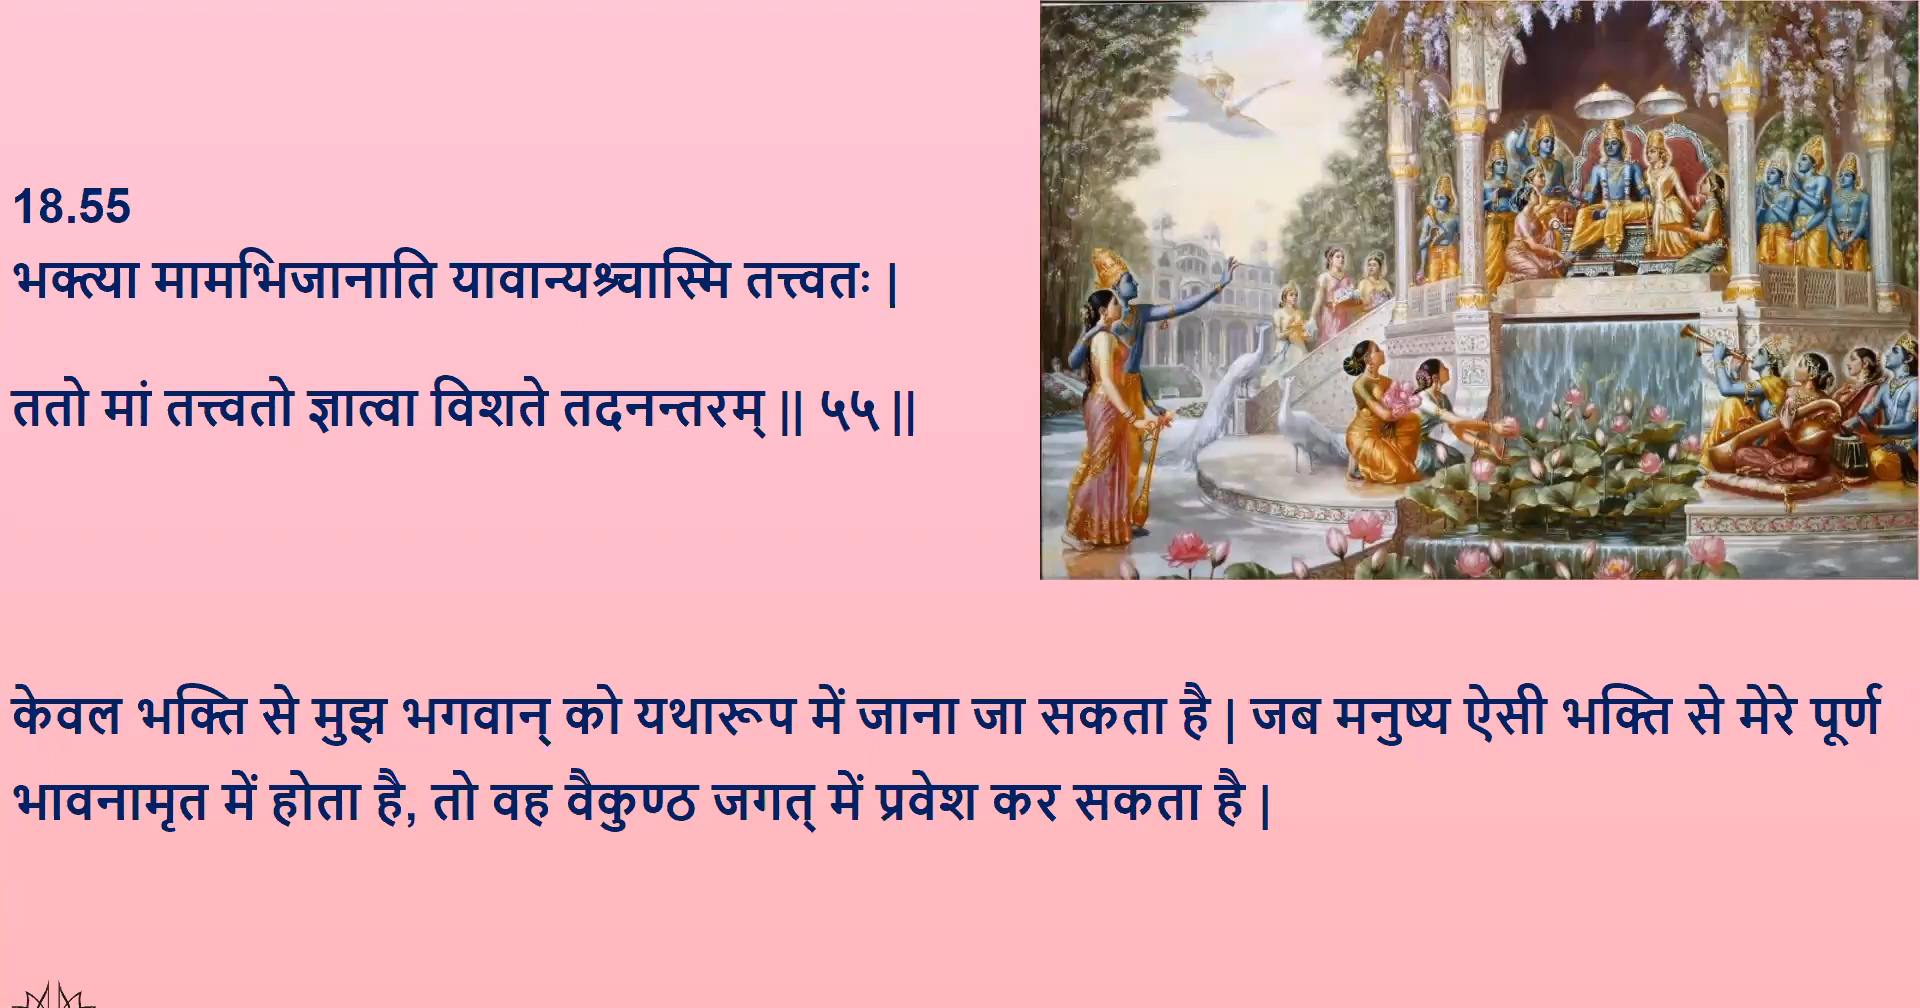 18.55
भक्त्या मामभिजानाति यावान्यश्र्चास्मि तत्त्वतः |
ततो मां तत्त्वतो ज्ञात्वा विशते तदनन्तरम् || ५५ ||
केवल भक्ति से मुझ भगवान् को यथारूप में जाना जा सकता है | जब मनुष्य ऐसी भक्ति से मेरे पूर्ण
भावनामृत में होता है, तो वह वैकुण्ठ जगत् में प्रवेश कर सकता है |